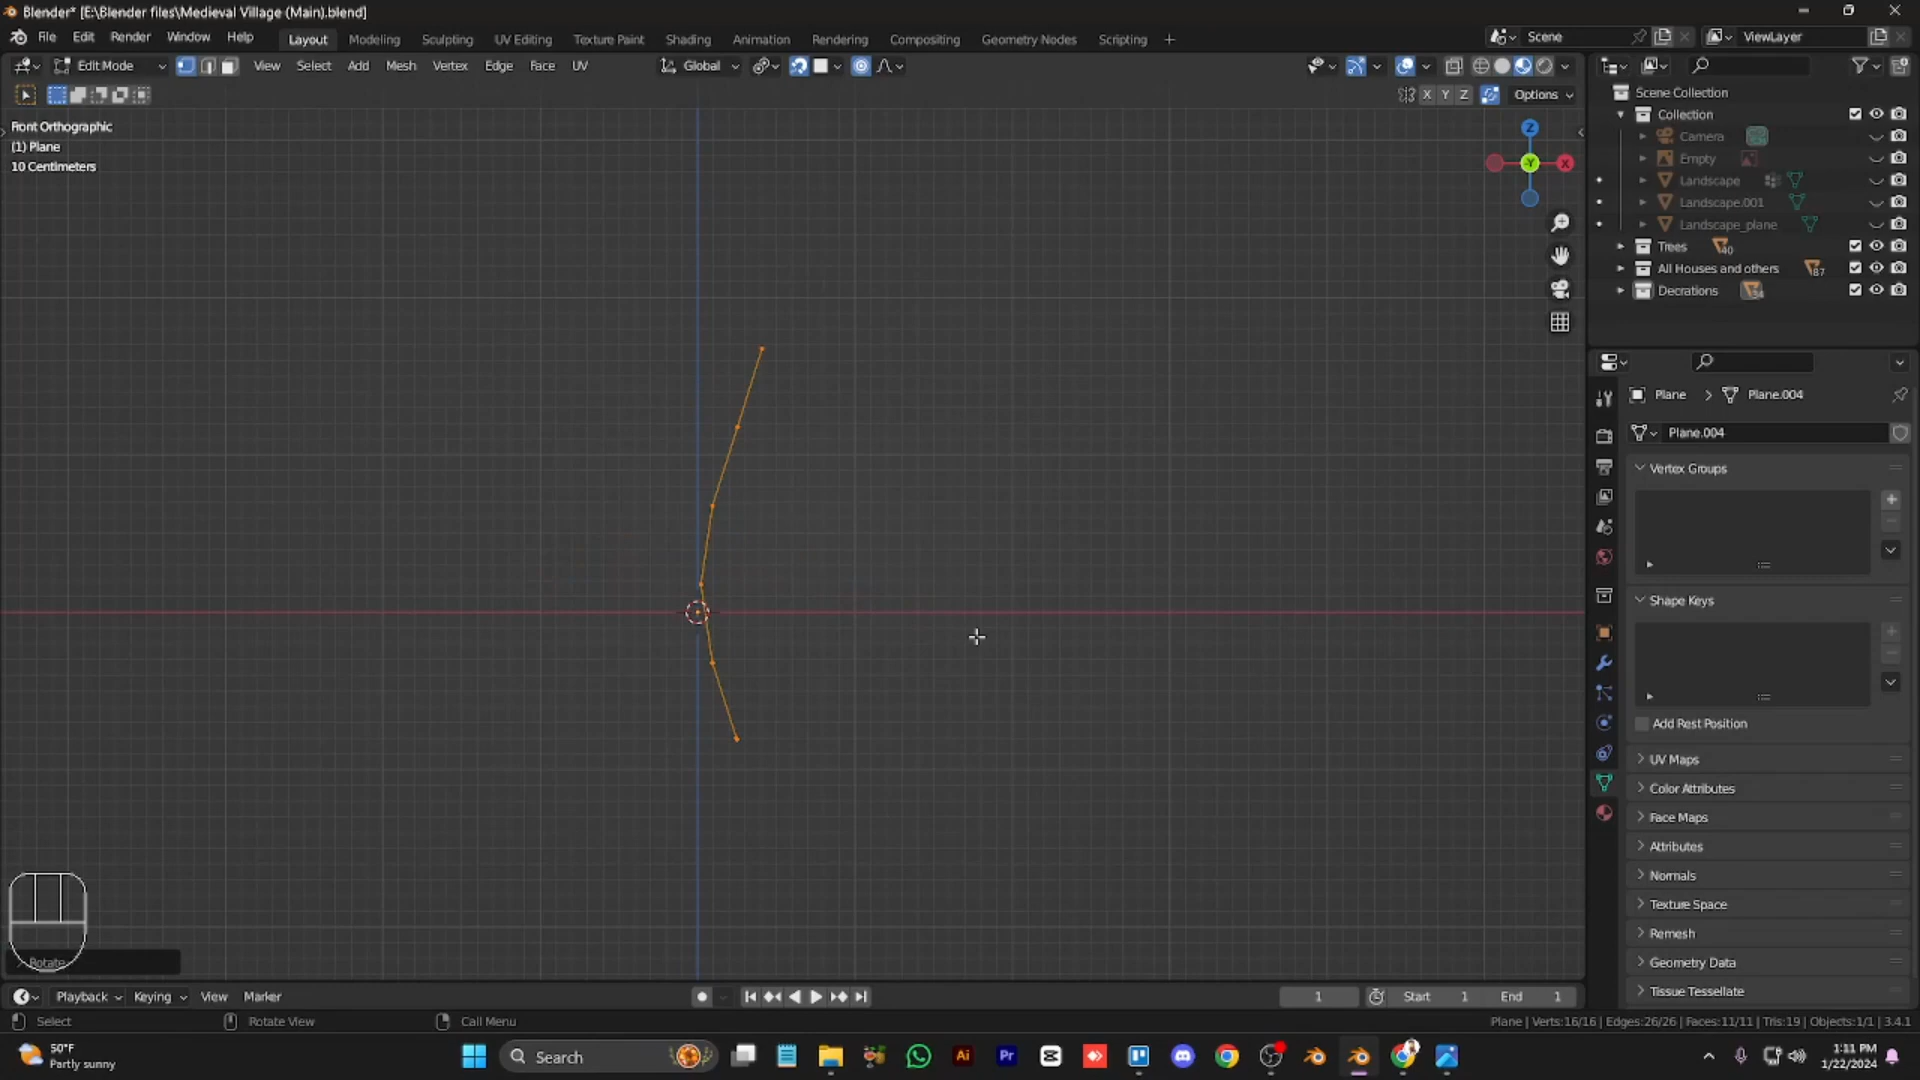 Blender* [E:\Blender files\Medieval Village (Main).blend]
File Edit Render Window Help Layout Modeling Sculpting UV Editing Texture Paint Shading Animation Rendering Compositing Geometry Nodes Scripting + Scene ViewLayer
Edit Mode View Select Add Mesh Vertex Edge Face UV Global
X Y Z Options
Front Orthographic
(1) Plane
10 Centimeters
Z
-Y X
Scene Collection
Collection
Camera
Empty
Landscape
Landscape.001
Landscape_plane
Trees 40
All Houses and others 87
Decrations 34
Plane > Plane.004
Plane.004
Vertex Groups
Shape Keys
Add Rest Position
UV Maps
Color Attributes
Face Maps
Attributes
Normals
Texture Space
Remesh
Geometry Data
Tissue Tessellate
Rotate
Playback Keying View Marker 1 Start 1 End 1
Select Rotate View Call Menu Plane | Verts:16/16 | Edges:26/26 | Faces:11/11 | Tris:19 | Objects:1/1 | 3.4.1
50°F
Partly sunny
Search
Ai Pr
1:11 PM
1/22/2024